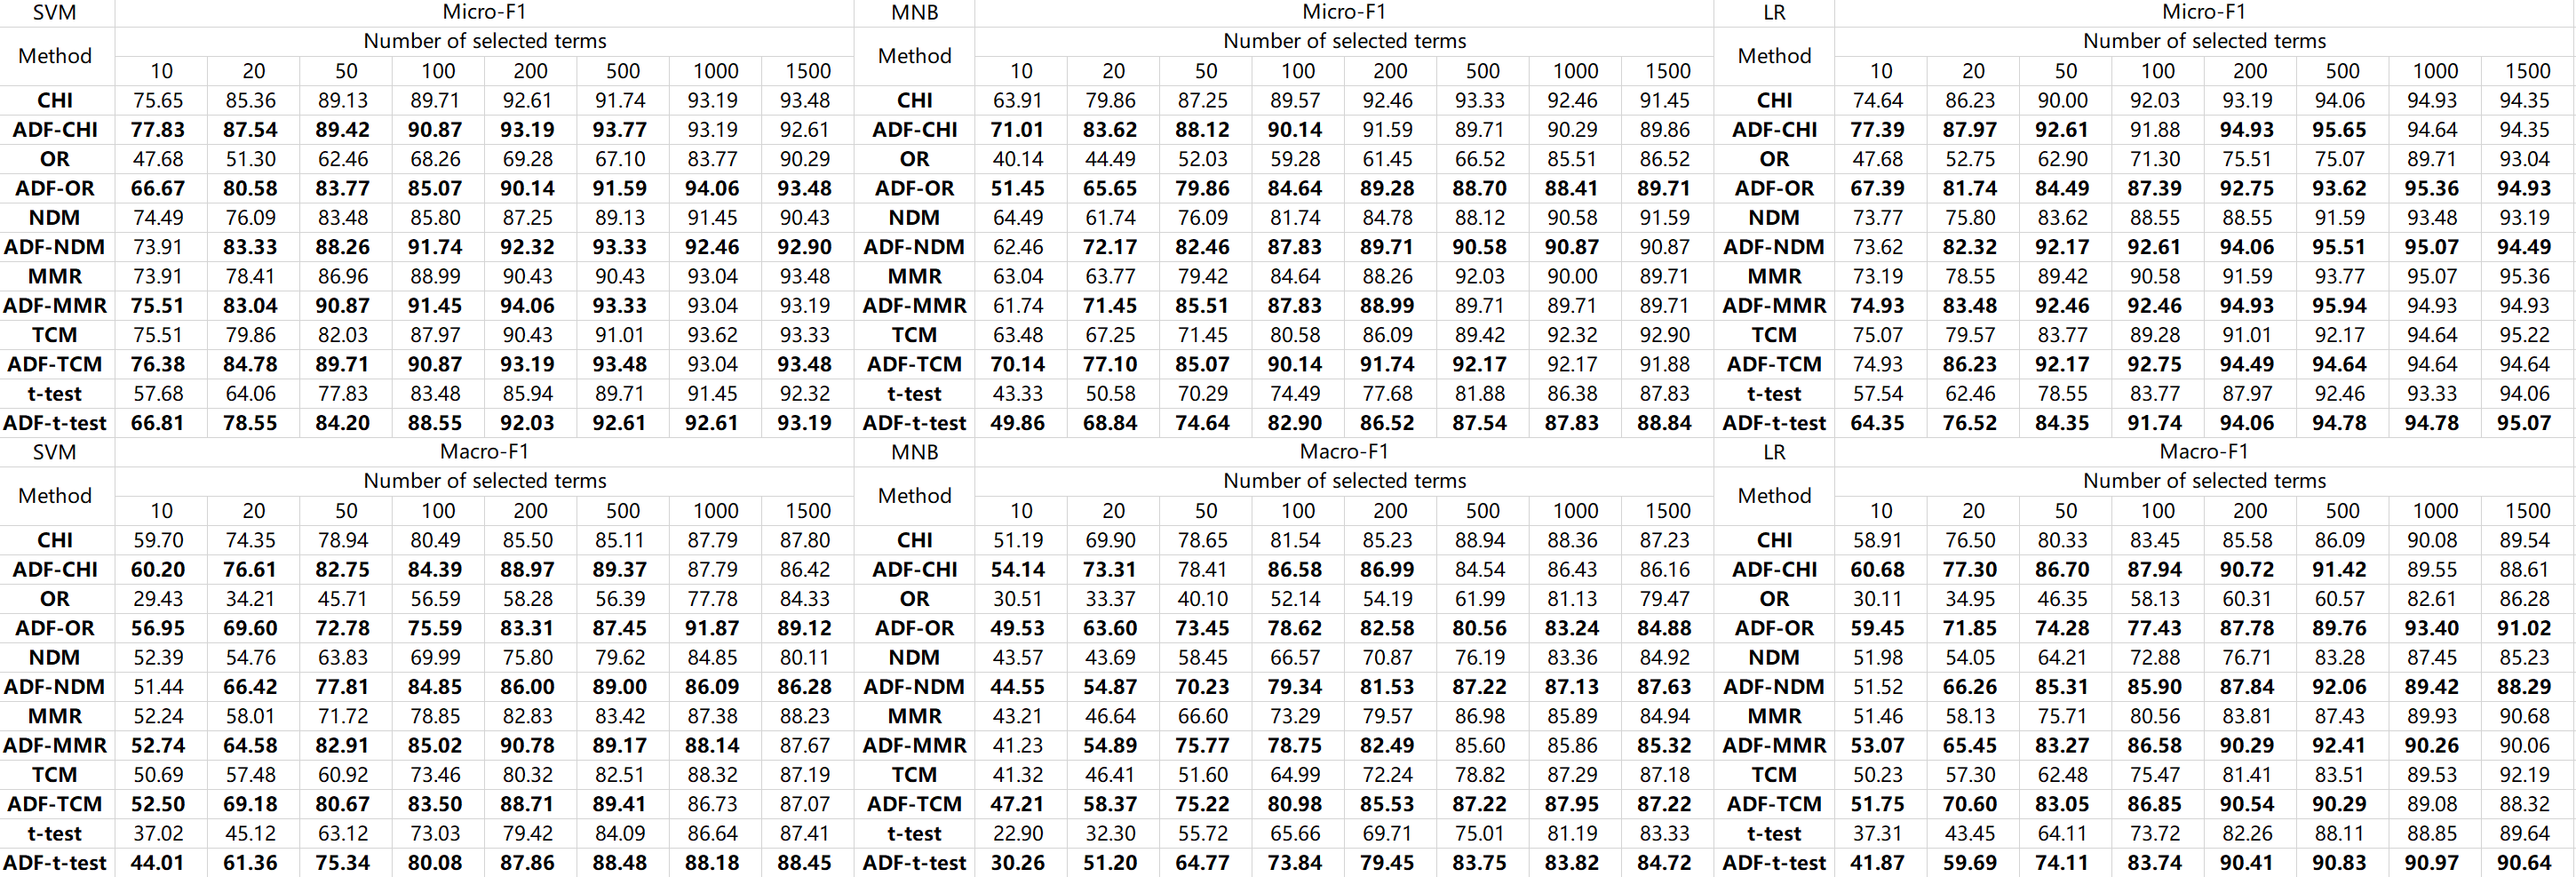 SVM Micro-F1 MNB Micro-F1 LR Micro-F1
Method Number of selected terms Method Number of selected terms Method Number of selected terms
10 20 50 100 200 500 1000 1500 10 20 50 100 200 500 1000 1500 10 20 50 100 200 500 1000 1500
CHI 75.65 85.36 89.13 89.71 92.61 91.74 93.19 93.48 CHI 63.91 79.86 87.25 89.57 92.46 93.33 92.46 91.45 CHI 74.64 86.23 90.00 92.03 93.19 94.06 94.93 94.35
ADF-CHI 77.83 87.54 89.42 90.87 93.19 93.77 93.19 92.61 ADF-CHI 71.01 83.62 88.12 90.14 91.59 89.71 90.29 89.86 ADF-CHI 77.39 87.97 92.61 91.88 94.93 95.65 94.64 94.35
OR 47.68 51.30 62.46 68.26 69.28 67.10 83.77 90.29 OR 40.14 44.49 52.03 59.28 61.45 66.52 85.51 86.52 OR 47.68 52.75 62.90 71.30 75.51 75.07 89.71 93.04
ADF-OR 66.67 80.58 83.77 85.07 90.14 91.59 94.06 93.48 ADF-OR 51.45 65.65 79.86 84.64 89.28 88.70 88.41 89.71 ADF-OR 67.39 81.74 84.49 87.39 92.75 93.62 95.36 94.93
NDM 74.49 76.09 83.48 85.80 87.25 89.13 91.45 90.43 NDM 64.49 61.74 76.09 81.74 84.78 88.12 90.58 91.59 NDM 73.77 75.80 83.62 88.55 88.55 91.59 93.48 93.19
ADF-NDM 73.91 83.33 88.26 91.74 92.32 93.33 92.46 92.90 ADF-NDM 62.46 72.17 82.46 87.83 89.71 90.58 90.87 90.87 ADF-NDM 73.62 82.32 92.17 92.61 94.06 95.51 95.07 94.49
MMR 73.91 78.41 86.96 88.99 90.43 90.43 93.04 93.48 MMR 63.04 63.77 79.42 84.64 88.26 92.03 90.00 89.71 MMR 73.19 78.55 89.42 90.58 91.59 93.77 95.07 95.36
ADF-MMR 75.51 83.04 90.87 91.45 94.06 93.33 93.04 93.19 ADF-MMR 61.74 71.45 85.51 87.83 88.99 89.71 89.71 89.71 ADF-MMR 74.93 83.48 92.46 92.46 94.93 95.94 94.93 94.93
TCM 75.51 79.86 82.03 87.97 90.43 91.01 93.62 93.33 TCM 63.48 67.25 71.45 80.58 86.09 89.42 92.32 92.90 TCM 75.07 79.57 83.77 89.28 91.01 92.17 94.64 95.22
ADF-TCM 76.38 84.78 89.71 90.87 93.19 93.48 93.04 93.48 ADF-TCM 70.14 77.10 85.07 90.14 91.74 92.17 92.17 91.88 ADF-TCM 74.93 86.23 92.17 92.75 94.49 94.64 94.64 94.64
t-test 57.68 64.06 77.83 83.48 85.94 89.71 91.45 92.32 t-test 43.33 50.58 70.29 74.49 77.68 81.88 86.38 87.83 t-test 57.54 62.46 78.55 83.77 87.97 92.46 93.33 94.06
ADF-t-test 66.81 78.55 84.20 88.55 92.03 92.61 92.61 93.19 ADF-t-test 49.86 68.84 74.64 82.90 86.52 87.54 87.83 88.84 ADF-t-test 64.35 76.52 84.35 91.74 94.06 94.78 94.78 95.07
SVM Macro-F1 MNB Macro-F1 LR Macro-F1
Method Number of selected terms Method Number of selected terms Method Number of selected terms
10 20 50 100 200 500 1000 1500 10 20 50 100 200 500 1000 1500 10 20 50 100 200 500 1000 1500
CHI 59.70 74.35 78.94 80.49 85.50 85.11 87.79 87.80 CHI 51.19 69.90 78.65 81.54 85.23 88.94 88.36 87.23 CHI 58.91 76.50 80.33 83.45 85.58 86.09 90.08 89.54
ADF-CHI 60.20 76.61 82.75 84.39 88.97 89.37 87.79 86.42 ADF-CHI 54.14 73.31 78.41 86.58 86.99 84.54 86.43 86.16 ADF-CHI 60.68 77.30 86.70 87.94 90.72 91.42 89.55 88.61
OR 29.43 34.21 45.71 56.59 58.28 56.39 77.78 84.33 OR 30.51 33.37 40.10 52.14 54.19 61.99 81.13 79.47 OR 30.11 34.95 46.35 58.13 60.31 60.57 82.61 86.28
ADF-OR 56.95 69.60 72.78 75.59 83.31 87.45 91.87 89.12 ADF-OR 49.53 63.60 73.45 78.62 82.58 80.56 83.24 84.88 ADF-OR 59.45 71.85 74.28 77.43 87.78 89.76 93.40 91.02
NDM 52.39 54.76 63.83 69.99 75.80 79.62 84.85 80.11 NDM 43.57 43.69 58.45 66.57 70.87 76.19 83.36 84.92 NDM 51.98 54.05 64.21 72.88 76.71 83.28 87.45 85.23
ADF-NDM 51.44 66.42 77.81 84.85 86.00 89.00 86.09 86.28 ADF-NDM 44.55 54.87 70.23 79.34 81.53 87.22 87.13 87.63 ADF-NDM 51.52 66.26 85.31 85.90 87.84 92.06 89.42 88.29
MMR 52.24 58.01 71.72 78.85 82.83 83.42 87.38 88.23 MMR 43.21 46.64 66.60 73.29 79.57 86.98 85.89 84.94 MMR 51.46 58.13 75.71 80.56 83.81 87.43 89.93 90.68
ADF-MMR 52.74 64.58 82.91 85.02 90.78 89.17 88.14 87.67 ADF-MMR 41.23 54.89 75.77 78.75 82.49 85.60 85.86 85.32 ADF-MMR 53.07 65.45 83.27 86.58 90.29 92.41 90.26 90.06
TCM 50.69 57.48 60.92 73.46 80.32 82.51 88.32 87.19 TCM 41.32 46.41 51.60 64.99 72.24 78.82 87.29 87.18 TCM 50.23 57.30 62.48 75.47 81.41 83.51 89.53 92.19
ADF-TCM 52.50 69.18 80.67 83.50 88.71 89.41 86.73 87.07 ADF-TCM 47.21 58.37 75.22 80.98 85.53 87.22 87.95 87.22 ADF-TCM 51.75 70.60 83.05 86.85 90.54 90.29 89.08 88.32
t-test 37.02 45.12 63.12 73.03 79.42 84.09 86.64 87.41 t-test 22.90 32.30 55.72 65.66 69.71 75.01 81.19 83.33 t-test 37.31 43.45 64.11 73.72 82.26 88.11 88.85 89.64
ADF-t-test 44.01 61.36 75.34 80.08 87.86 88.48 88.18 88.45 ADF-t-test 30.26 51.20 64.77 73.84 79.45 83.75 83.82 84.72 ADF-t-test 41.87 59.69 74.11 83.74 90.41 90.83 90.97 90.64